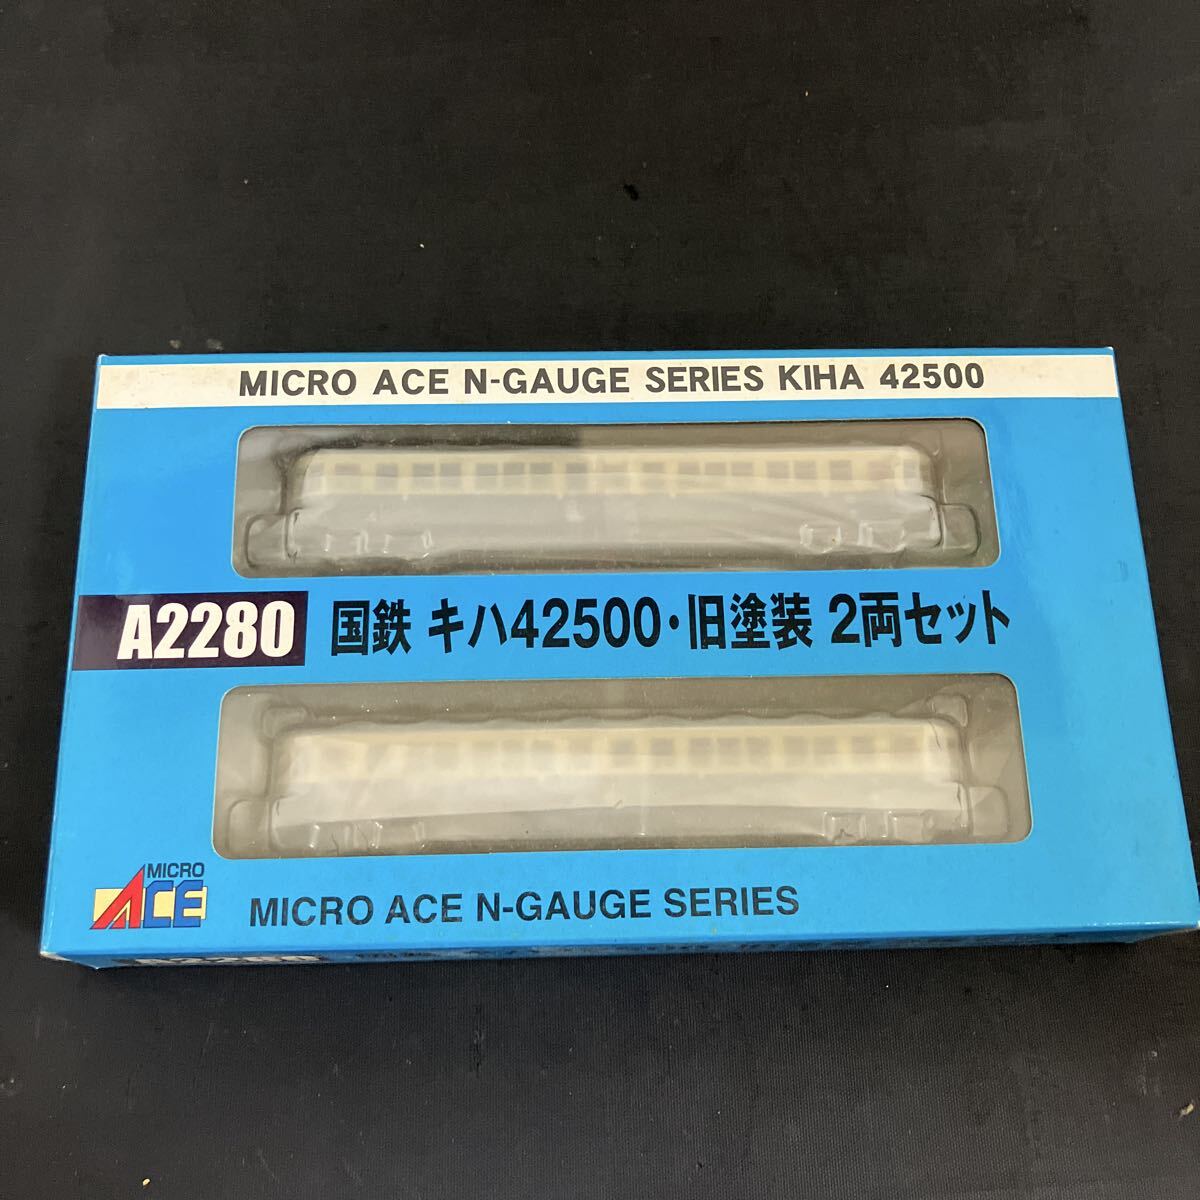 MICRO ACE N-GAUGE SERIES KIHA 42500
A2280 国鉄 キハ42500・旧塗装 2両セット
MICRO
ACE
MICRO ACE N-GAUGE SERIES
A2280